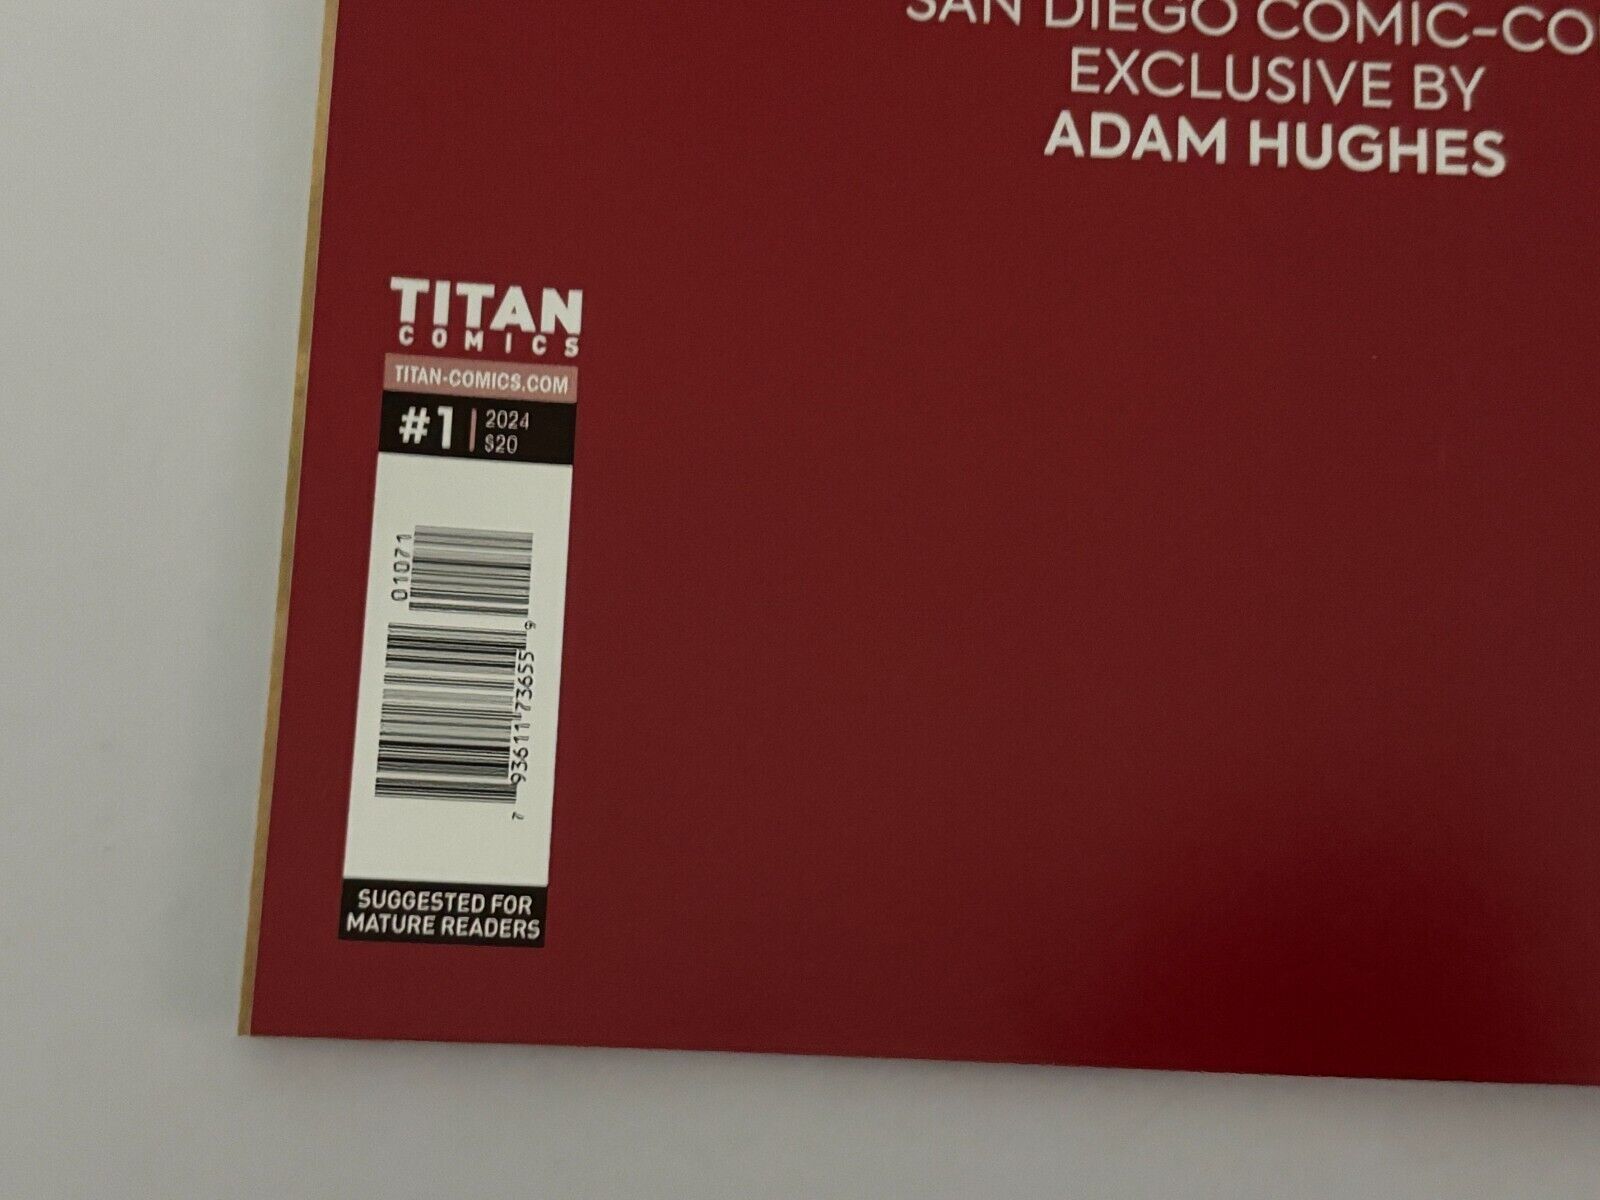 SAN DIEGO COMIC-CO
EXCLUSIVE BY
ADAM HUGHES
TITAN
COMICS
TITAN-COMICS.COM
#1
2024
$20
01071
7 93611 73655 9
SUGGESTED FOR
MATURE READERS